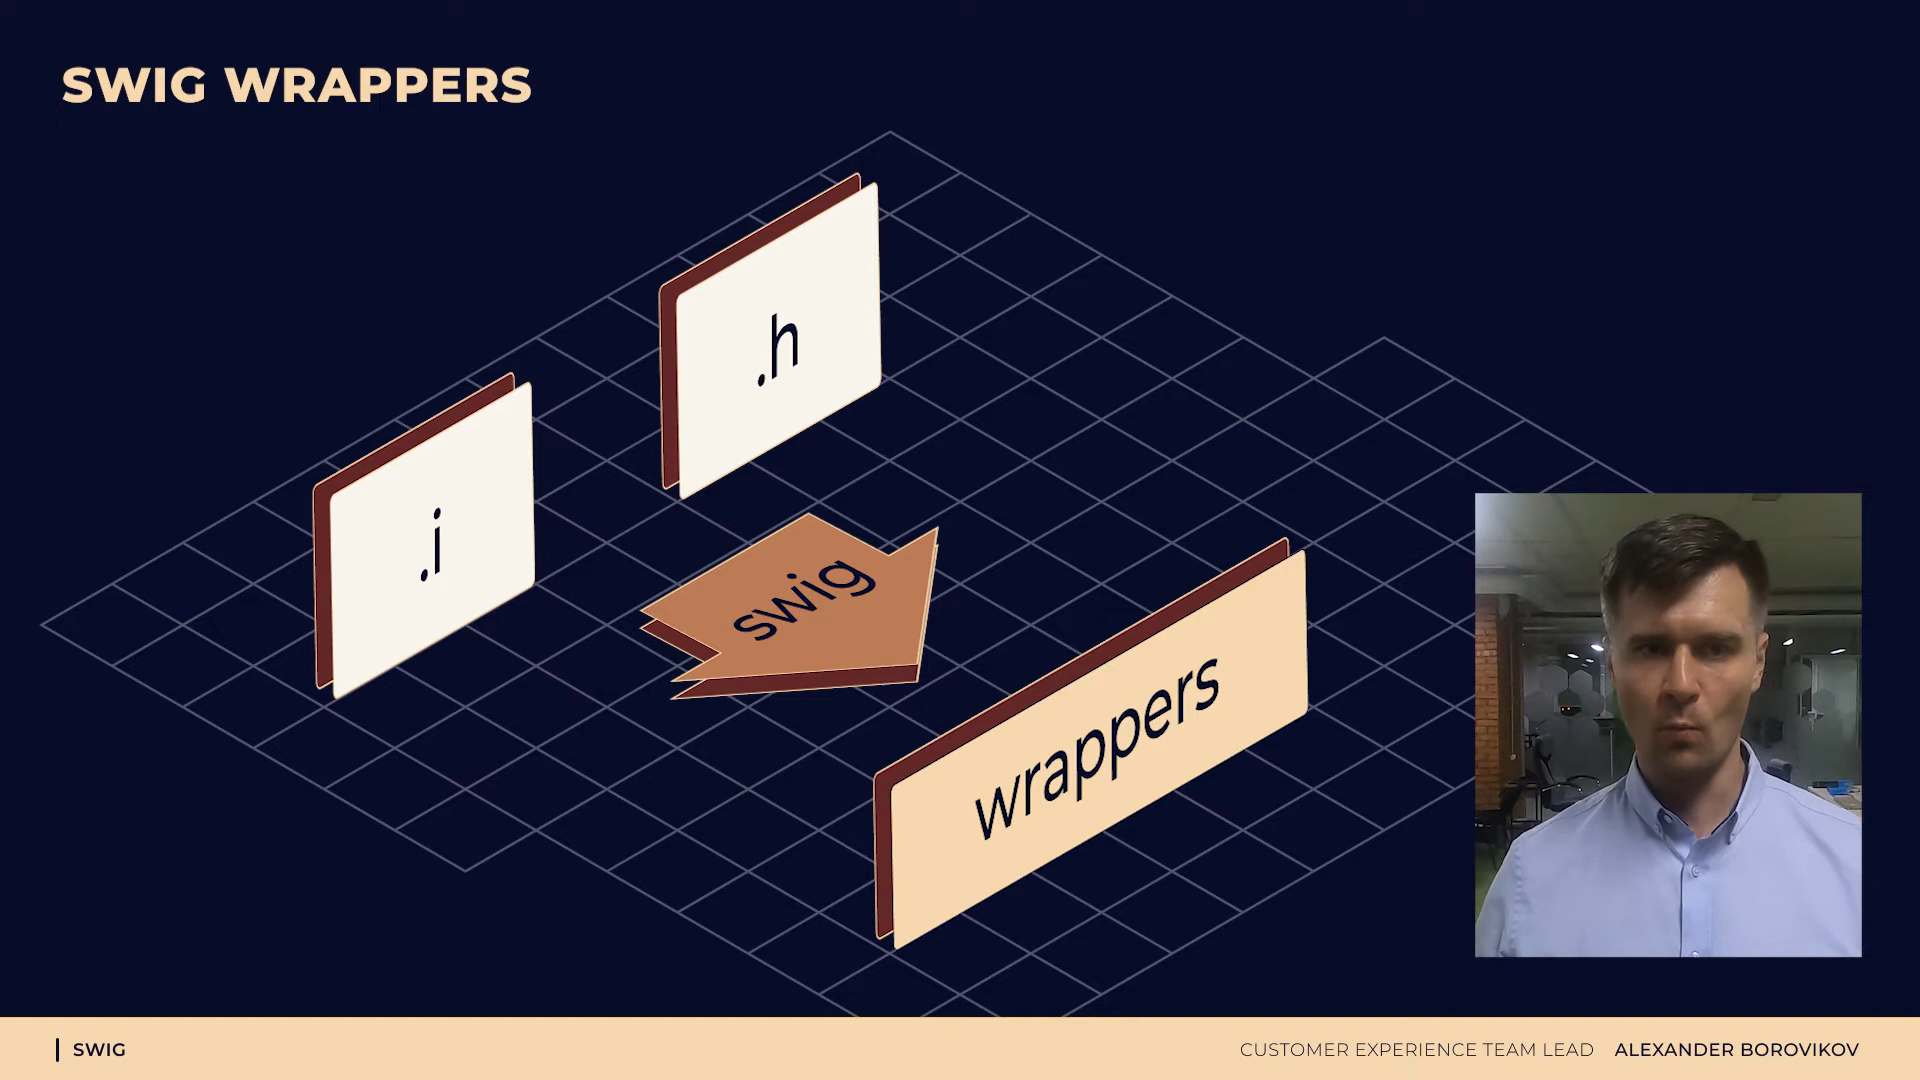 SWIG WRAPPERS
.h
.i
swig
wrappers
SWIG
CUSTOMER EXPERIENCE TEAM LEAD ALEXANDER BOROVIKOV